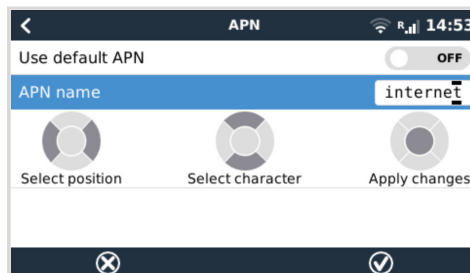 APN R 14:53
Use default APN OFF
APN name internet
Select position Select character Apply changes